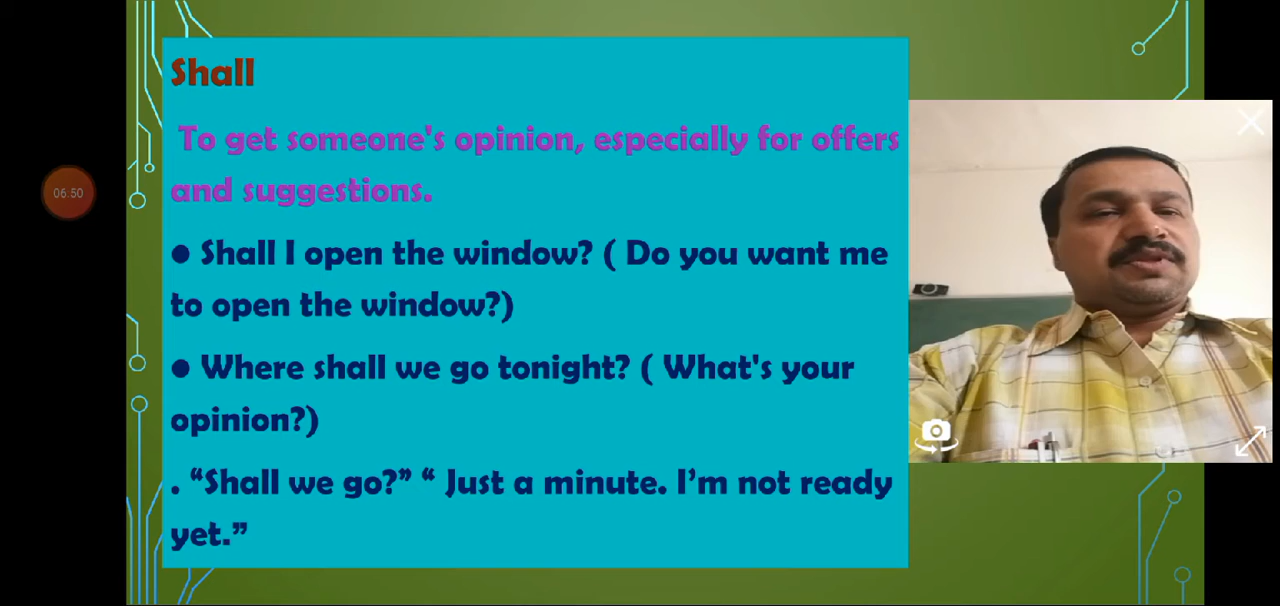 06:50
Shall
To get someone's opinion, especially for offers
and suggestions.
● Shall I open the window? ( Do you want me
to open the window?)
● Where shall we go tonight? ( What's your
opinion?)
. “Shall we go?” “ Just a minute. I’m not ready
yet.”